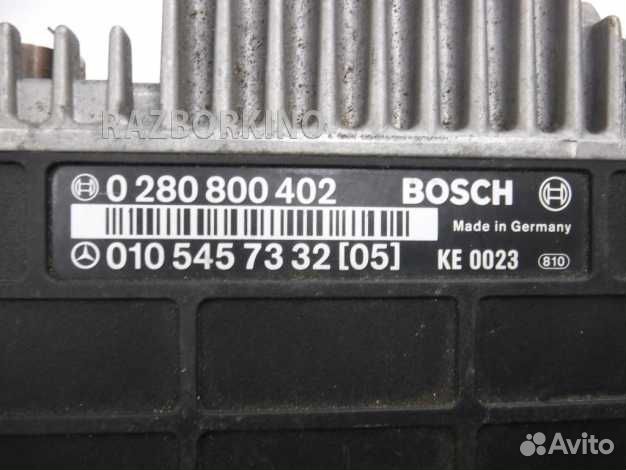 RAZBORKINO
0 280 800 402 BOSCH
Made in Germany
010 545 73 32 [05] KE 0023 810
Avito